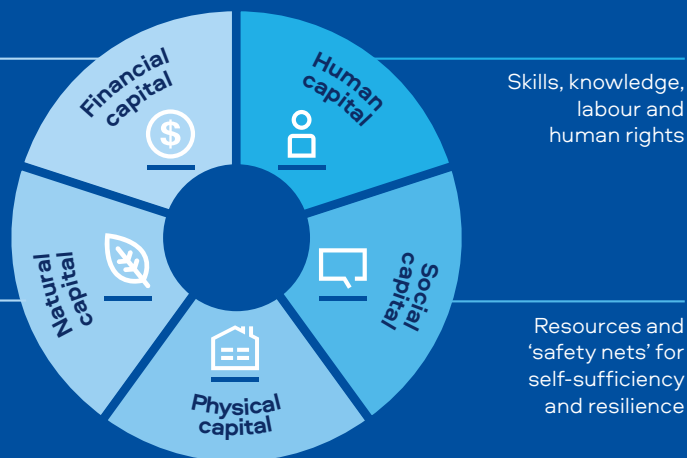 Financial
capital
$
Human
capital
Skills, knowledge,
labour and
human rights
Natural
capital
Social
capital
Resources and
‘safety nets’ for
self-sufficiency
and resilience
Physical
capital